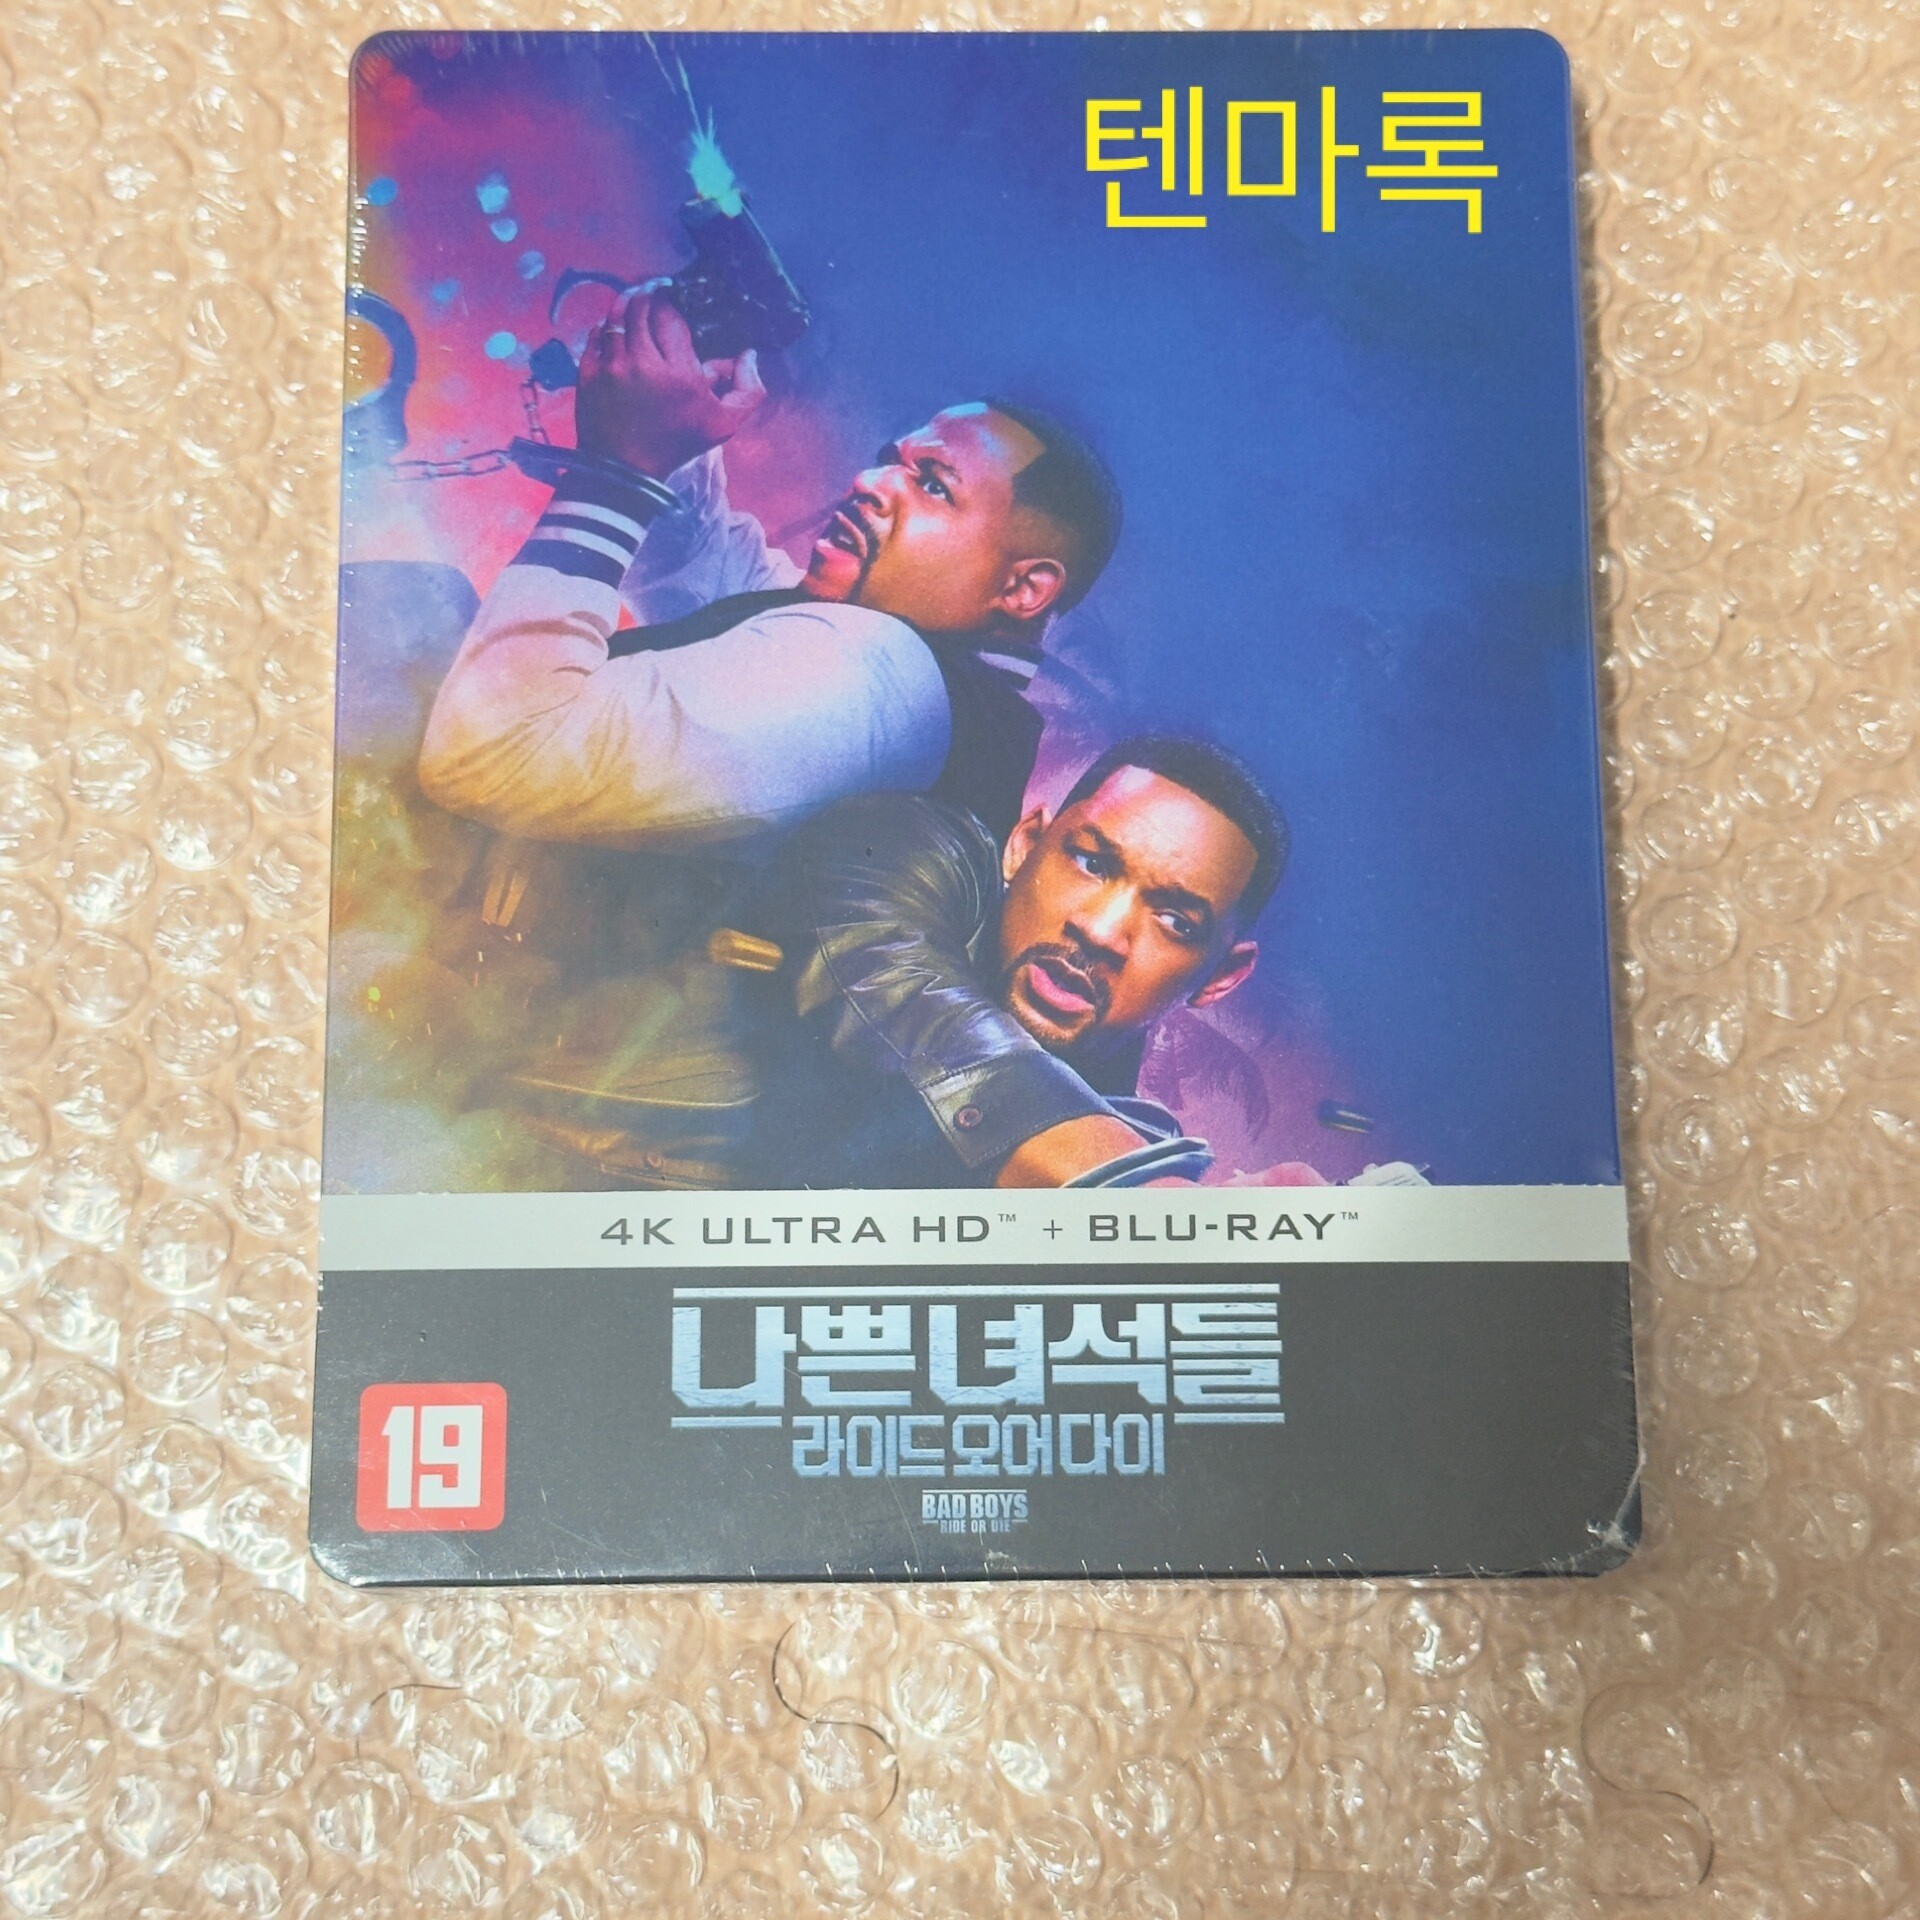 텐마록
4K ULTRA HD™ + BLU-RAY™
나쁜 녀석들
라이드 오어 다이
19
BAD BOYS
RIDE OR DIE